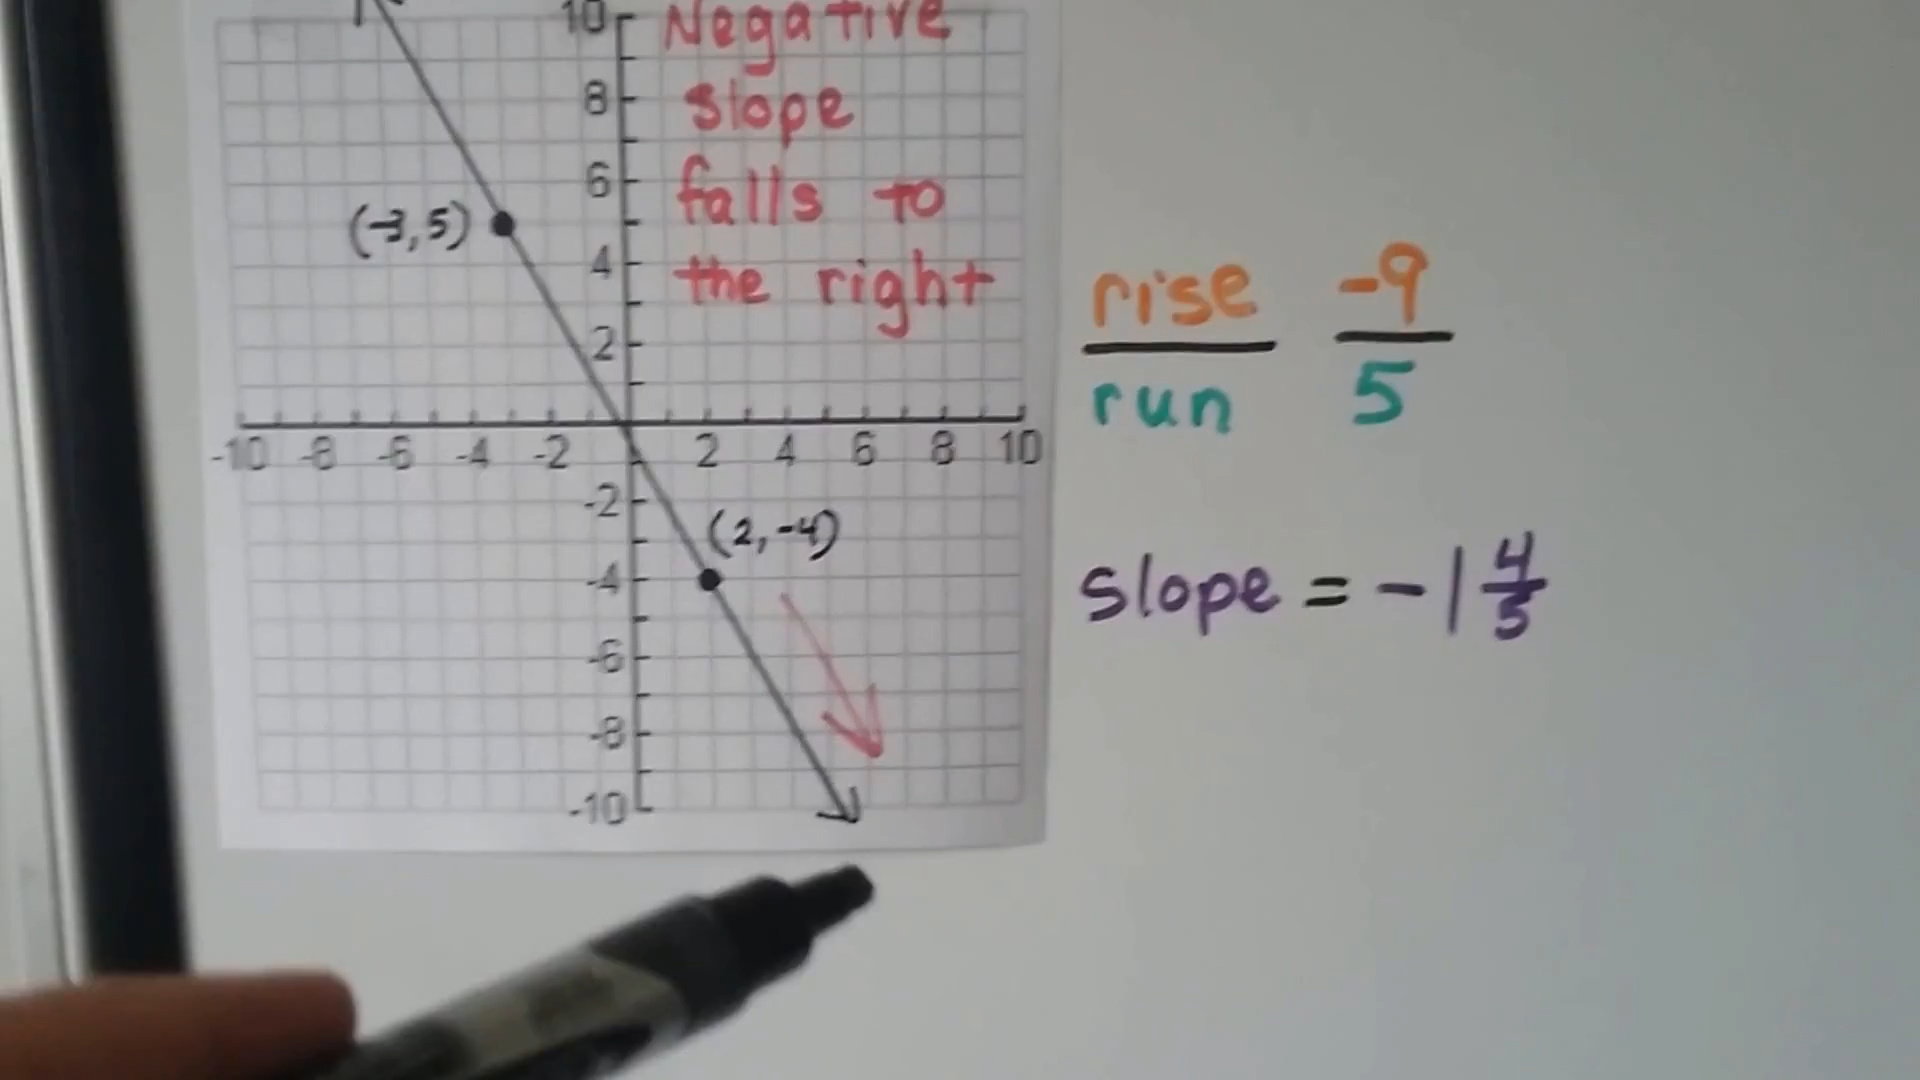 10
Negative
slope
falls to
the right
8
6
(-3,5)
4
2
-10 -8 -6 -4 -2 2 4 6 8 10
-2
(2,-4)
-4
-6
-8
-10
rise -9
run 5
slope = -1 4/5